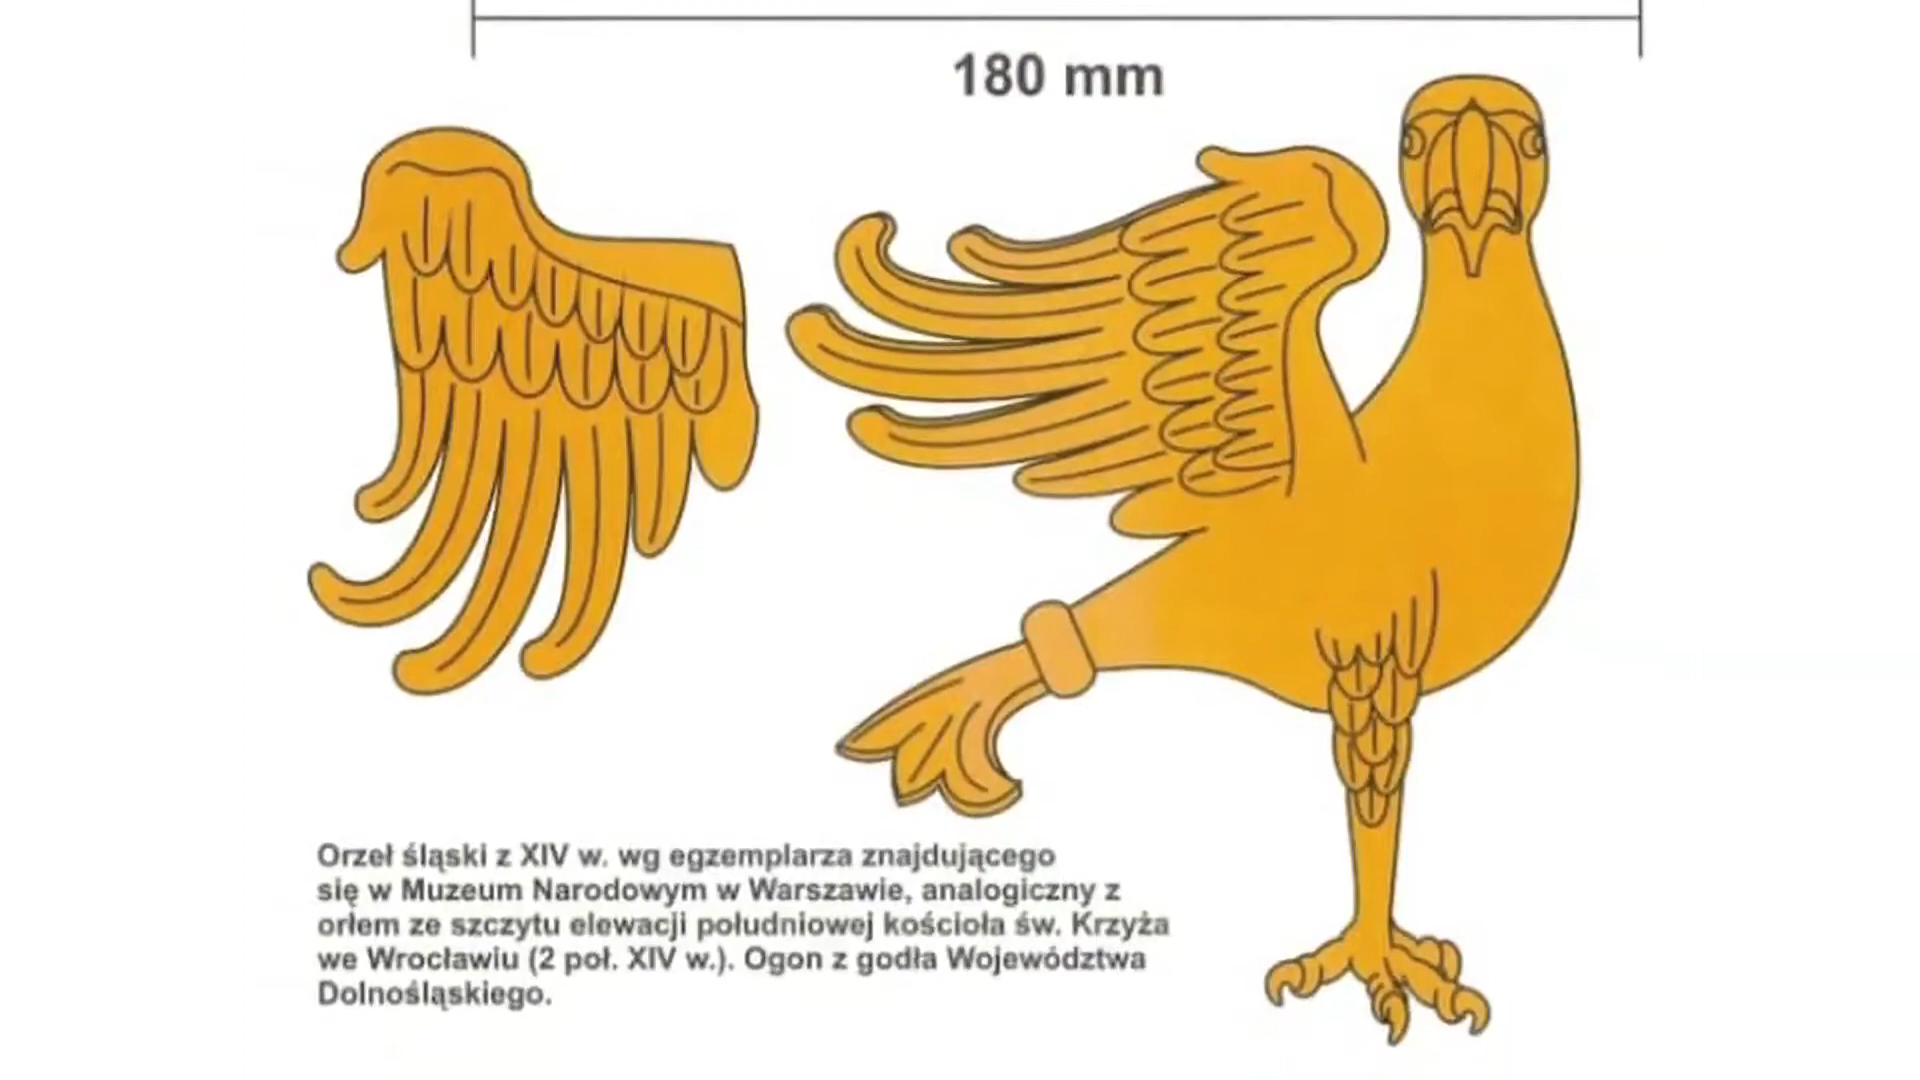 180 mm
Orzeł śląski z XIV w. wg egzemplarza znajdującego
się w Muzeum Narodowym w Warszawie, analogiczny z
orłem ze szczytu elewacji południowej kościoła św. Krzyża
we Wrocławiu (2 poł. XIV w.). Ogon z godła Województwa
Dolnośląskiego.